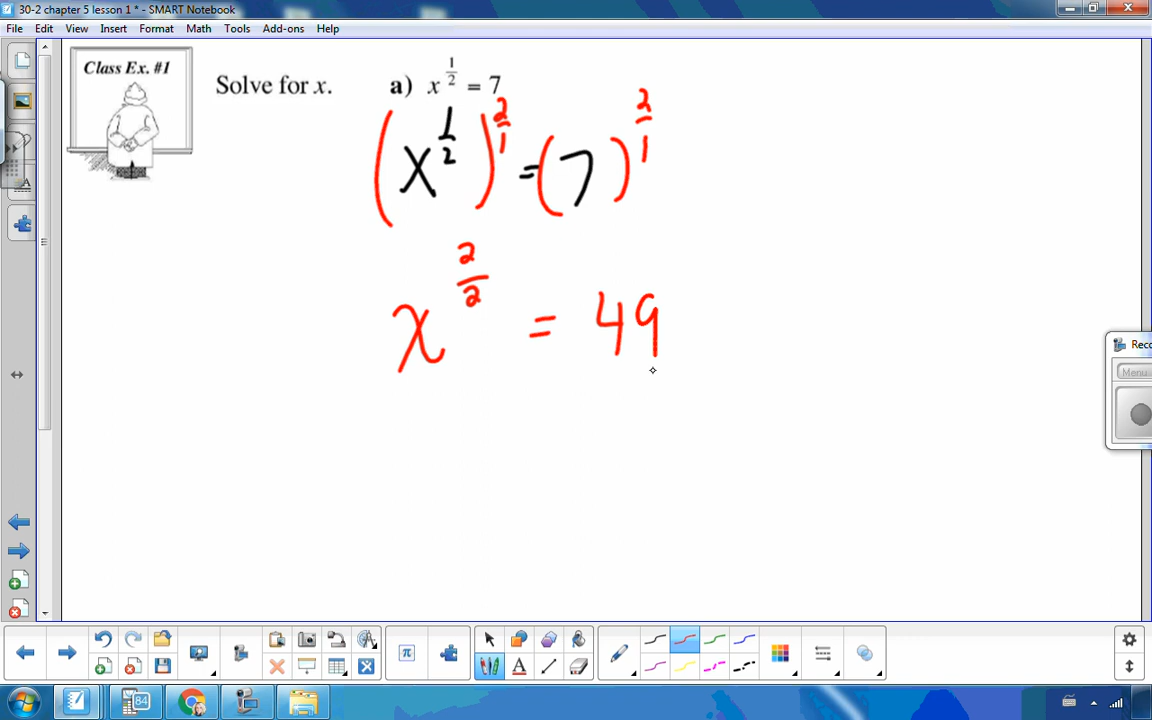 30-2 chapter 5 lesson 1 * - SMART Notebook
File Edit View Insert Format Math Tools Add-ons Help
Class Ex. #1
Solve for x. a) x^(1/2) = 7
(x^(1/2))^(2/1) = (7)^(2/1)
x^(2/2) = 49
Reco
Menu...
π
A
84